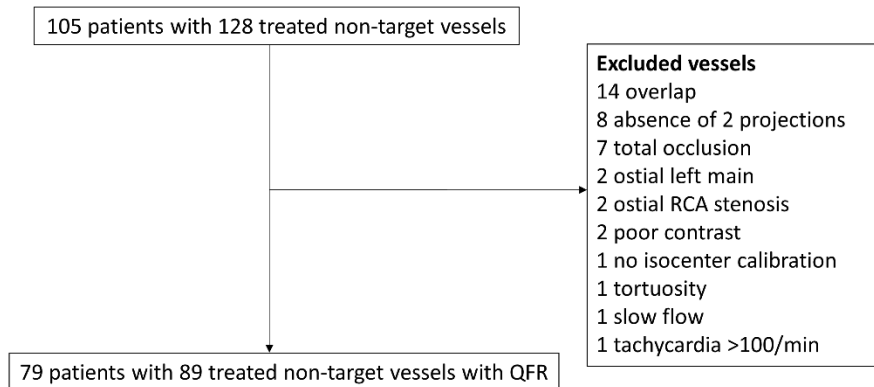 105 patients with 128 treated non-target vessels
Excluded vessels
14 overlap
8 absence of 2 projections
7 total occlusion
2 ostial left main
2 ostial RCA stenosis
2 poor contrast
1 no isocenter calibration
1 tortuosity
1 slow flow
1 tachycardia >100/min
79 patients with 89 treated non-target vessels with QFR